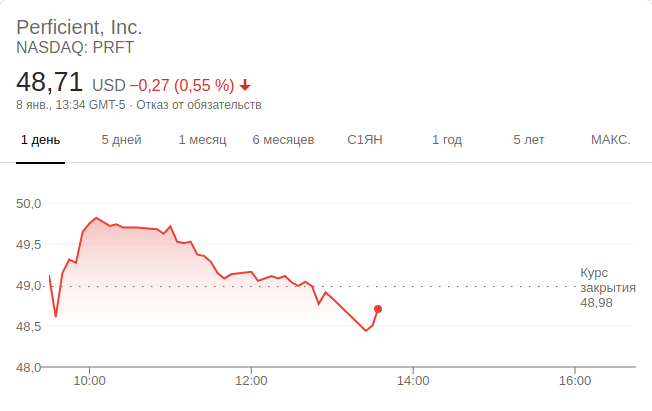 Perficient, Inc.
NASDAQ: PRFT
48,71 USD −0,27 (0,55 %)
8 янв., 13:34 GMT-5 · Отказ от обязательств
1 день 5 дней 1 месяц 6 месяцев С1ЯН 1 год 5 лет МАКС.
50,0
49,5
49,0
48,5
48,0
Курс
закрытия
48,98
10:00 12:00 14:00 16:00